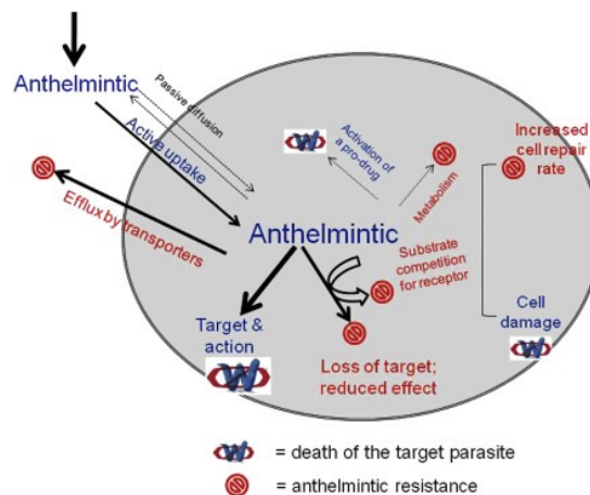 Anthelmintic
Passive diffusion
Active uptake
Efflux by transporters
Activation of
a pro-drug
Metabolism
Increased
cell repair
rate
Anthelmintic
Substrate
competition
for receptor
Target &
action
Loss of target;
reduced effect
Cell
damage
= death of the target parasite
= anthelmintic resistance